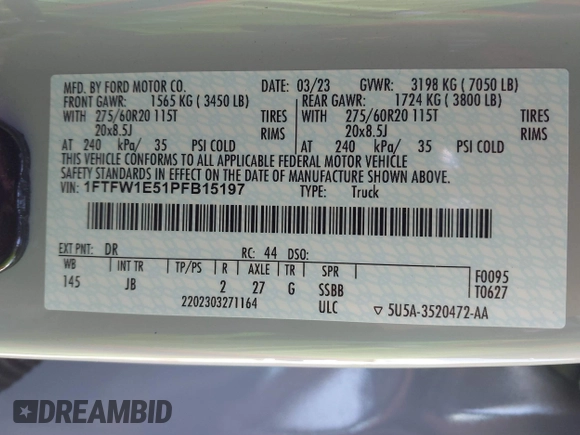 MFD. BY FORD MOTOR CO. DATE: 03/23 GVWR: 3198 KG ( 7050 LB)
FRONT GAWR: 1565 KG ( 3450 LB) REAR GAWR: 1724 KG ( 3800 LB)
WITH 275/60R20 115T TIRES WITH 275/60R20 115T TIRES
20x8.5J RIMS 20x8.5J RIMS
AT 240 kPa/ 35 PSI COLD AT 240 kPa/ 35 PSI COLD
THIS VEHICLE CONFORMS TO ALL APPLICABLE FEDERAL MOTOR VEHICLE
SAFETY STANDARDS IN EFFECT ON THE DATE OF MANUFACTURE SHOWN ABOVE
VIN: 1FTFW1E51PFB15197 TYPE: Truck
EXT PNT: DR RC: 44 DSO:
WB INT TR TP/PS R AXLE TR SPR F0095
145 JB 2 27 G SSBB T0627
2202303271164 ULC 5U5A-3520472-AA
DREAMBID